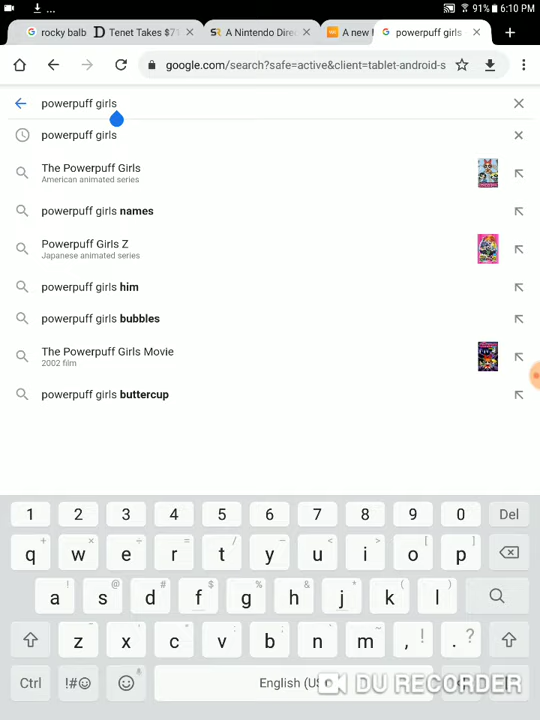 91% 6:10 PM
rocky balb
Tenet Takes $71
A Nintendo Dire
A new
powerpuff girls
google.com/search?safe=active&client=tablet-android-s
powerpuff girls
powerpuff girls
The Powerpuff Girls
American animated series
powerpuff girls names
Powerpuff Girls Z
Japanese animated series
powerpuff girls him
powerpuff girls bubbles
The Powerpuff Girls Movie
2002 film
powerpuff girls buttercup
1 2 3 4 5 6 7 8 9 0 Del
+ × ÷ = / _ < > [ ]
q w e r t y u i o p
! @ # $ % ^ & * ( )
a s d f g h j k l
- ' " : ; , ! ?
z x c v b n m , .
Ctrl !#☺ English (US)
DU RECORDER